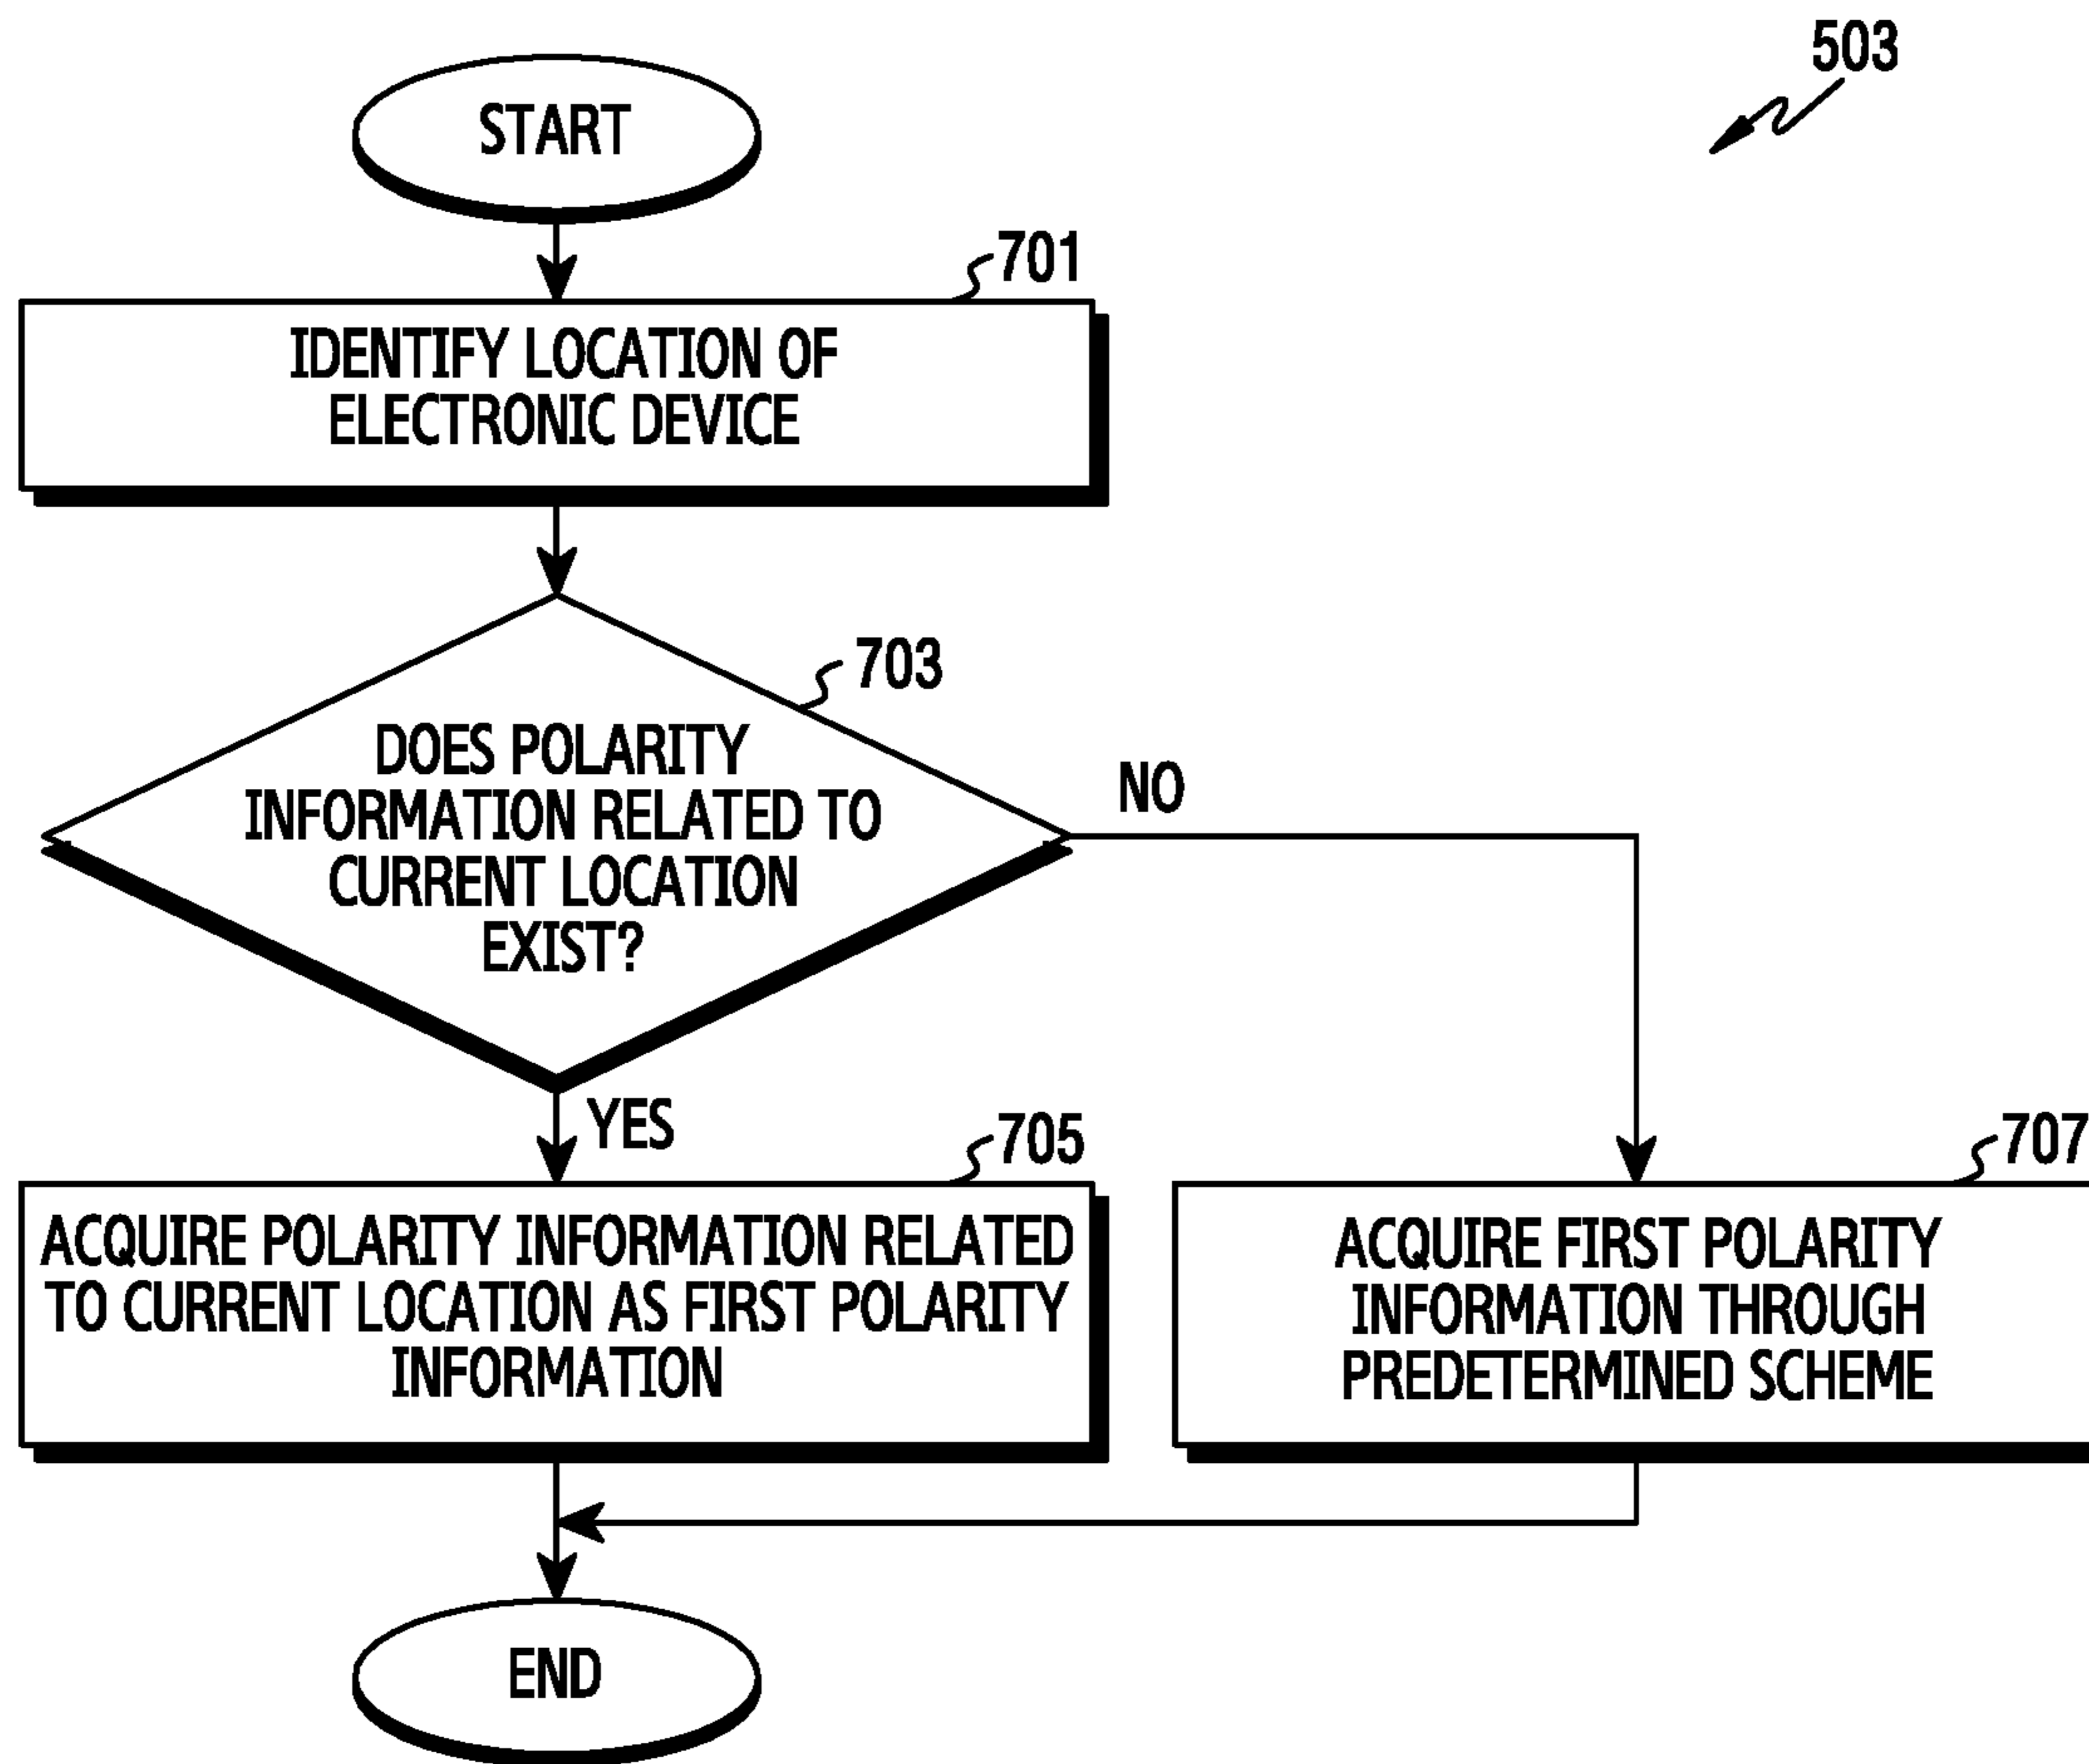 503
START
701
IDENTIFY LOCATION OF
ELECTRONIC DEVICE
703
DOES POLARITY
INFORMATION RELATED TO
CURRENT LOCATION
EXIST?
NO
YES
705
ACQUIRE POLARITY INFORMATION RELATED
TO CURRENT LOCATION AS FIRST POLARITY
INFORMATION
707
ACQUIRE FIRST POLARITY
INFORMATION THROUGH
PREDETERMINED SCHEME
END